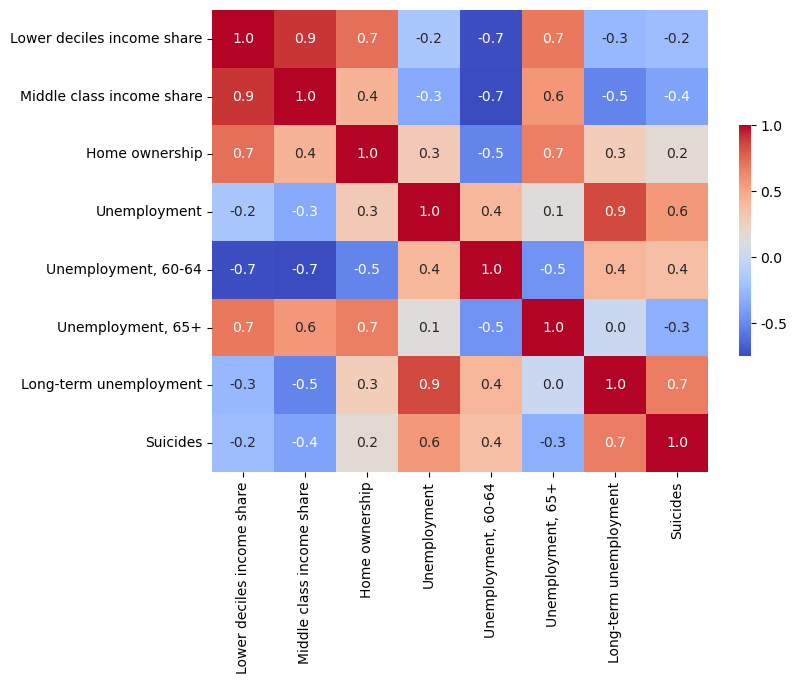 Lower deciles income share 1.0 0.9 0.7 -0.2 -0.7 0.7 -0.3 -0.2
Middle class income share 0.9 1.0 0.4 -0.3 -0.7 0.6 -0.5 -0.4
Home ownership 0.7 0.4 1.0 0.3 -0.5 0.7 0.3 0.2
Unemployment -0.2 -0.3 0.3 1.0 0.4 0.1 0.9 0.6
Unemployment, 60-64 -0.7 -0.7 -0.5 0.4 1.0 -0.5 0.4 0.4
Unemployment, 65+ 0.7 0.6 0.7 0.1 -0.5 1.0 0.0 -0.3
Long-term unemployment -0.3 -0.5 0.3 0.9 0.4 0.0 1.0 0.7
Suicides -0.2 -0.4 0.2 0.6 0.4 -0.3 0.7 1.0
Lower deciles income share
Middle class income share
Home ownership
Unemployment
Unemployment, 60-64
Unemployment, 65+
Long-term unemployment
Suicides
1.0
0.5
0.0
-0.5